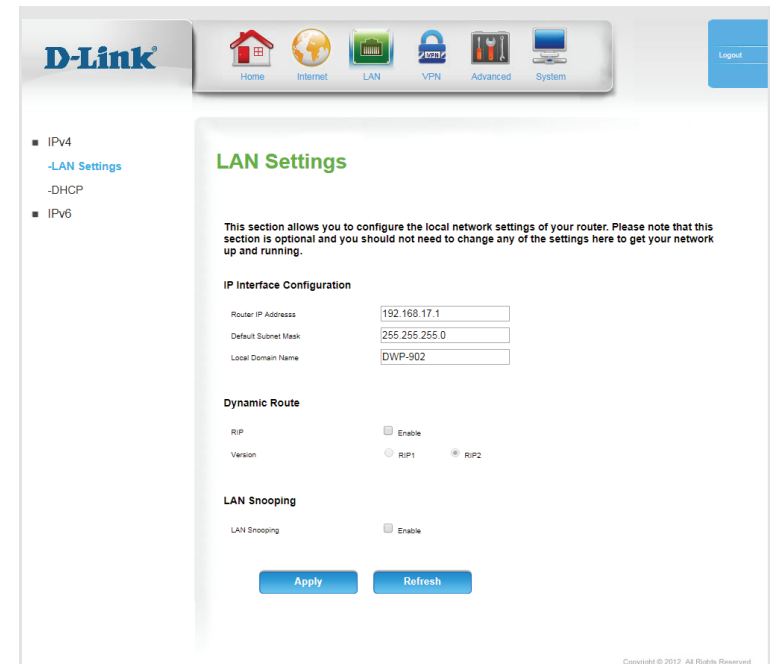 D-Link®
Home Internet LAN VPN Advanced System
Logout
IPv4
-LAN Settings
-DHCP
IPv6
LAN Settings
This section allows you to configure the local network settings of your router. Please note that this
section is optional and you should not need to change any of the settings here to get your network
up and running.
IP Interface Configuration
Router IP Addresss 192.168.17.1
Default Subnet Mask 255.255.255.0
Local Domain Name DWP-902
Dynamic Route
RIP Enable
Version RIP1 RIP2
LAN Snooping
LAN Snooping Enable
Apply Refresh
Copyright © 2012 All Rights Reserved